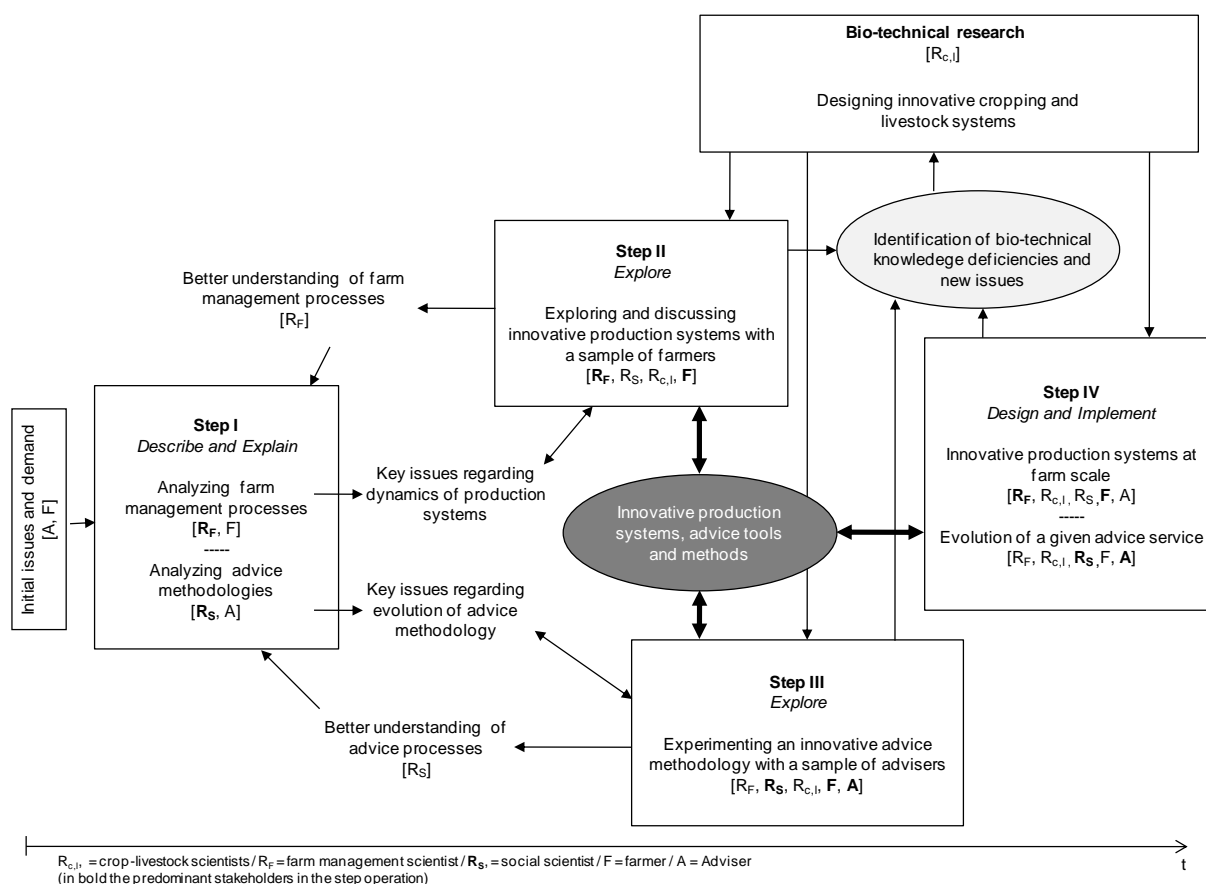 Bio-technical research
[Rc,l]
Designing innovative cropping and
livestock systems
Identification of bio-technical
knowledege deficiencies and
new issues
Step II
Explore
Exploring and discussing
innovative production systems with
a sample of farmers
[RF, RS, Rc,l, F]
Better understanding of farm
management processes
[RF]
Initial issues and demand
[A, F]
Step I
Describe and Explain
Analyzing farm
management processes
[RF, F]
-----
Analyzing advice
methodologies
[RS, A]
Key issues regarding
dynamics of production
systems
Key issues regarding
evolution of advice
methodology
Innovative production
systems, advice tools
and methods
Step IV
Design and Implement
Innovative production systems at
farm scale
[RF, Rc,l, RS, F, A]
-----
Evolution of a given advice service
[RF, Rc,l, RS, F, A]
Better understanding of
advice processes
[RS]
Step III
Explore
Experimenting an innovative advice
methodology with a sample of advisers
[RF, RS, Rc,l, F, A]
Rc,l, =crop-livestock scientists/ RF=farm management scientist/ RS, =social scientist/ F=farmer/ A= Adviser
(in bold the predominant stakeholders in the step operation)
t